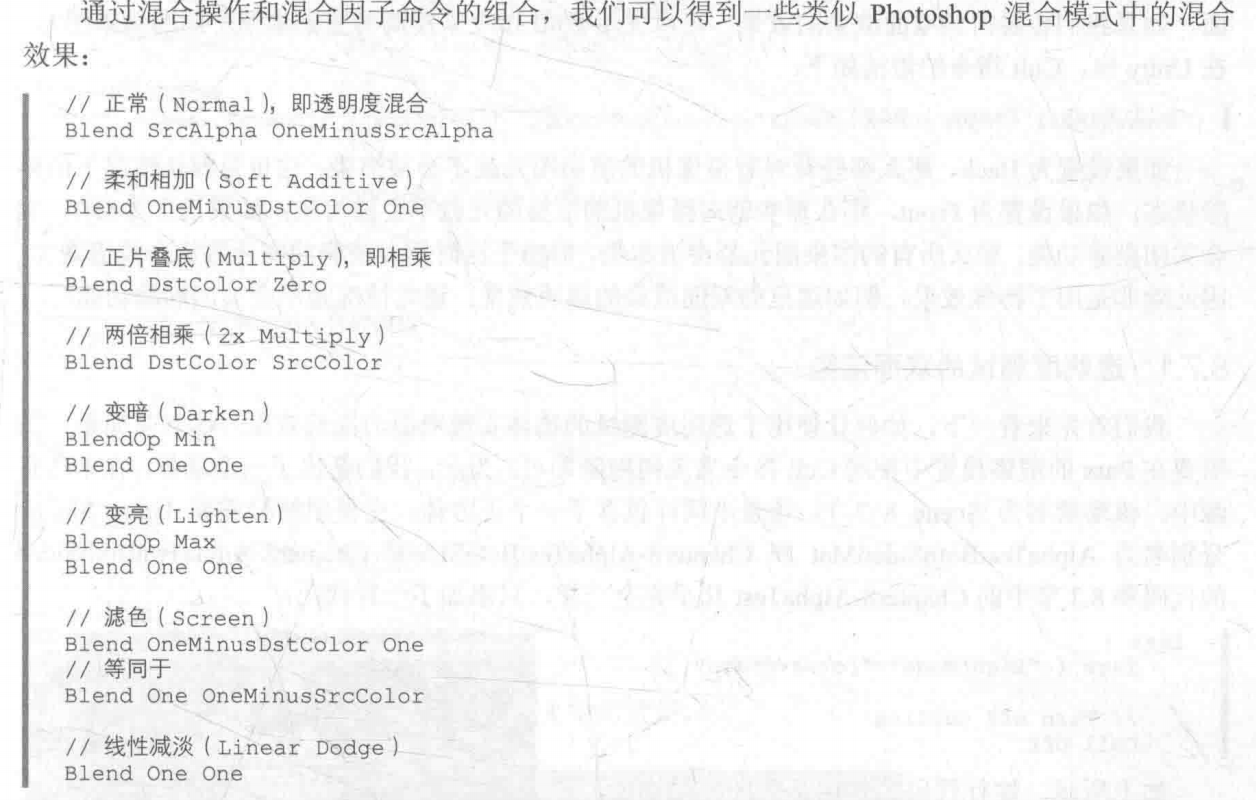 通过混合操作和混合因子命令的组合，我们可以得到一些类似 Photoshop 混合模式中的混合
效果：
// 正常（Normal），即透明度混合
Blend SrcAlpha OneMinusSrcAlpha
// 柔和相加（Soft Additive）
Blend OneMinusDstColor One
// 正片叠底（Multiply），即相乘
Blend DstColor Zero
// 两倍相乘（2x Multiply）
Blend DstColor SrcColor
// 变暗（Darken）
BlendOp Min
Blend One One
// 变亮（Lighten）
BlendOp Max
Blend One One
// 滤色（Screen）
Blend OneMinusDstColor One
// 等同于
Blend One OneMinusSrcColor
// 线性减淡（Linear Dodge）
Blend One One